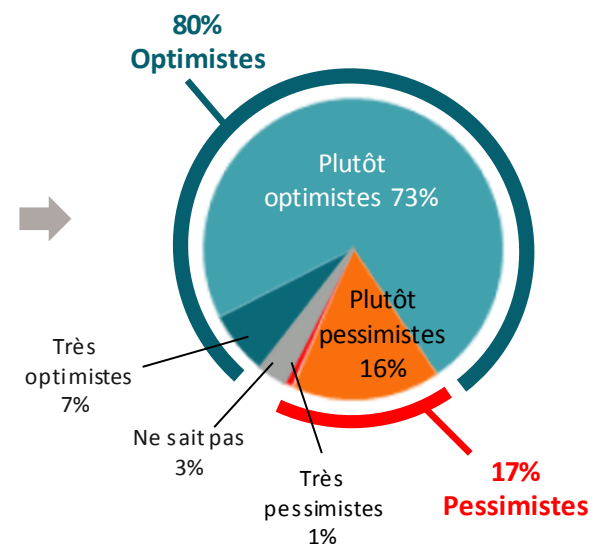 80%
Optimistes
Plutôt
optimistes 73%
Plutôt
pessimistes
16%
Très
optimistes
7%
Ne sait pas
3%
Très
pessimistes
1%
17%
Pessimistes